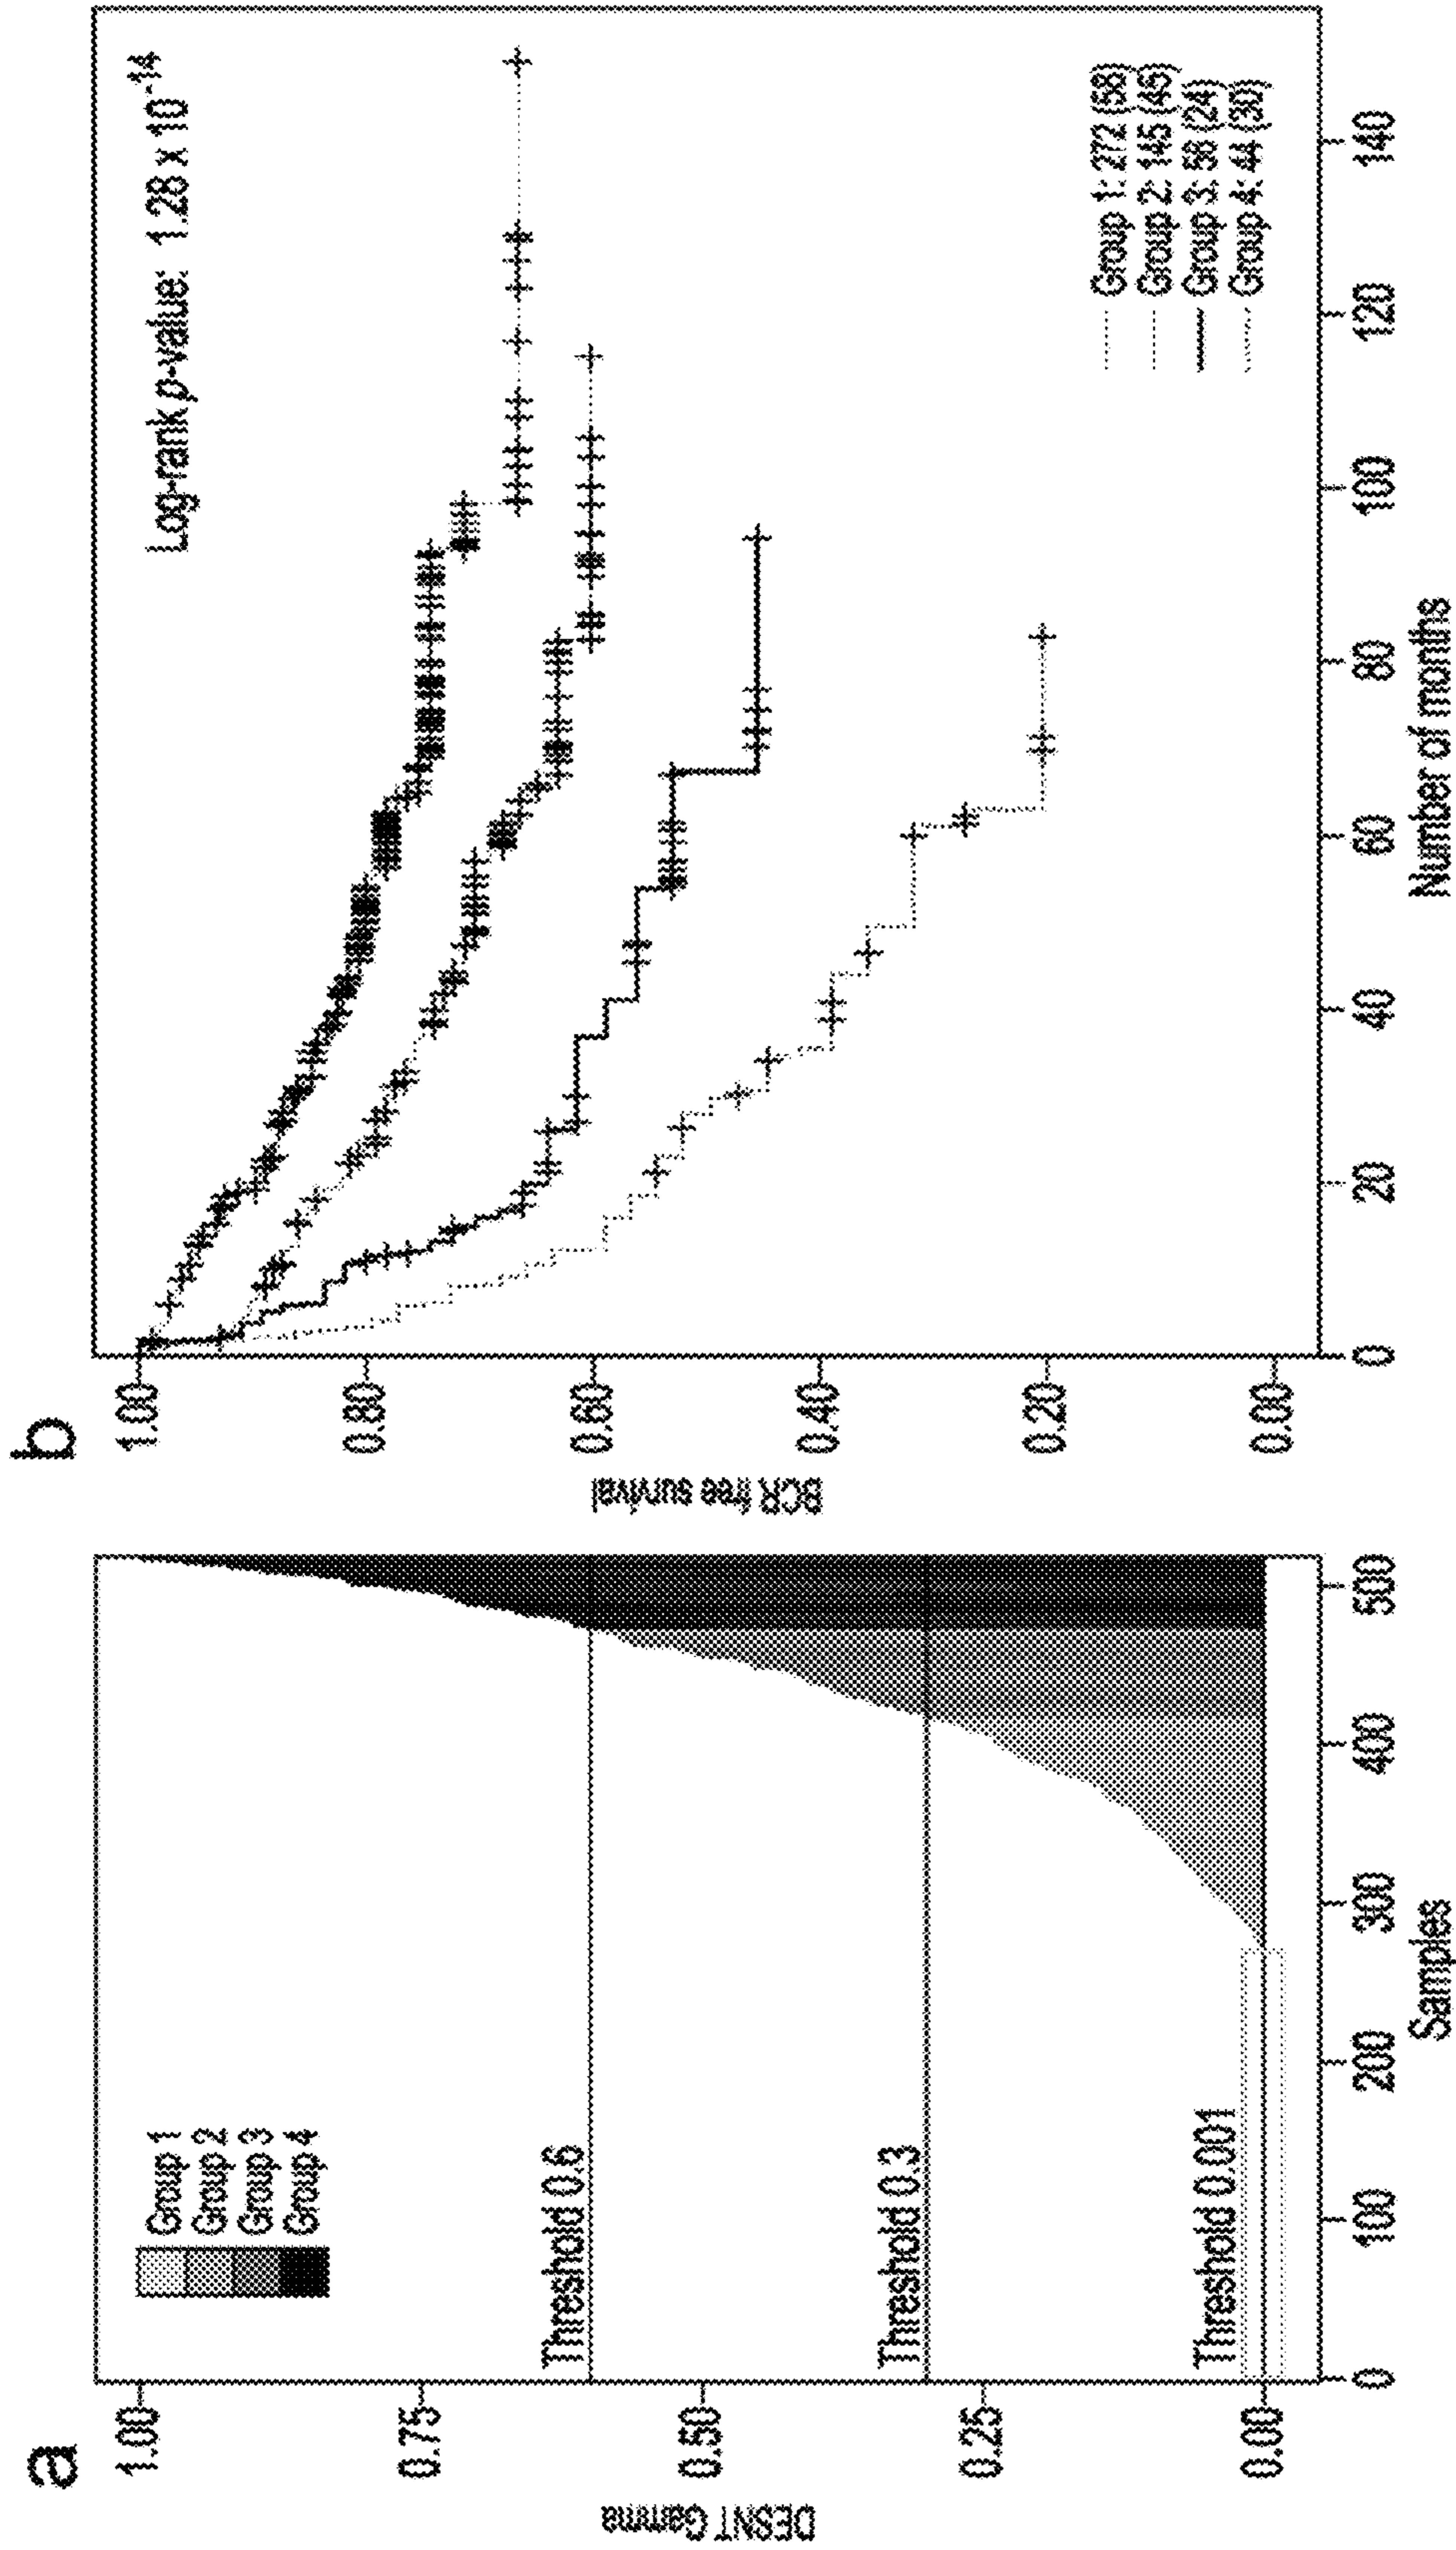 a
DESNT Gamma
1.00
0.75
0.50
0.25
0.00
Group 1
Group 2
Group 3
Group 4
Threshold 0.6
Threshold 0.3
Threshold 0.001
0 100 200 300 400 500
Samples
b
BCR free survival
1.00
0.80
0.60
0.40
0.20
0.00
Log-rank p-value: 1.28 x 10⁻¹⁴
Group 1: 272 (58)
Group 2: 145 (45)
Group 3: 58 (24)
Group 4: 44 (30)
0 20 40 60 80 100 120 140
Number of months